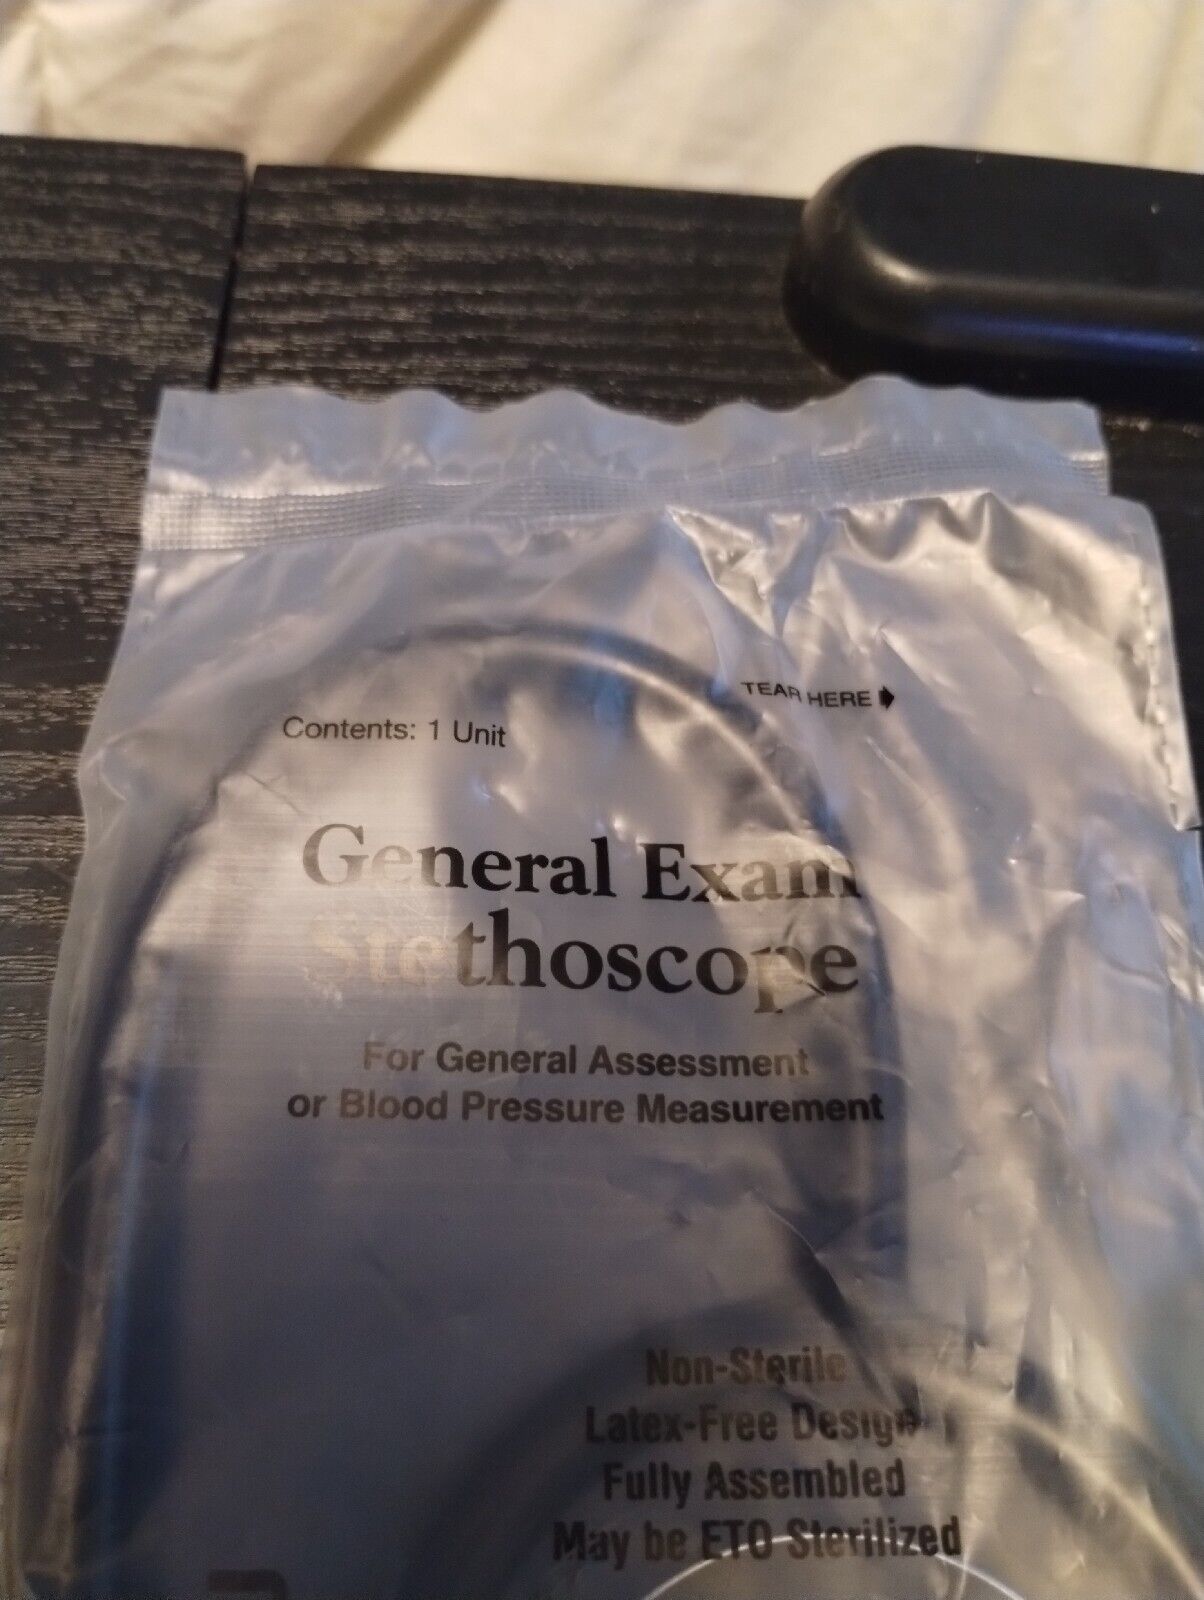 TEAR HERE
Contents: 1 Unit
General Exam
Stethoscope
For General Assessment
or Blood Pressure Measurement
Non-Sterile
Latex-Free Design
Fully Assembled
May be ETO Sterilized